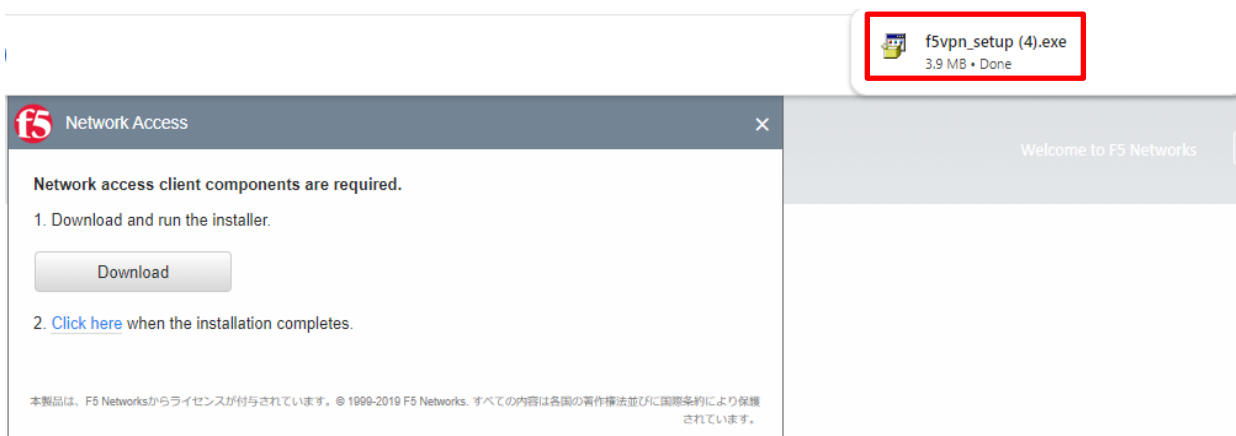 f5vpn_setup (4).exe
3.9 MB • Done
f5 Network Access
Welcome to F5 Networks
Network access client components are required.
1. Download and run the installer.
Download
2. Click here when the installation completes.
本製品は、F5 Networksからライセンスが付与されています。© 1999-2019 F5 Networks. すべての内容は各国の著作権法並びに国際条約により保護
されています。